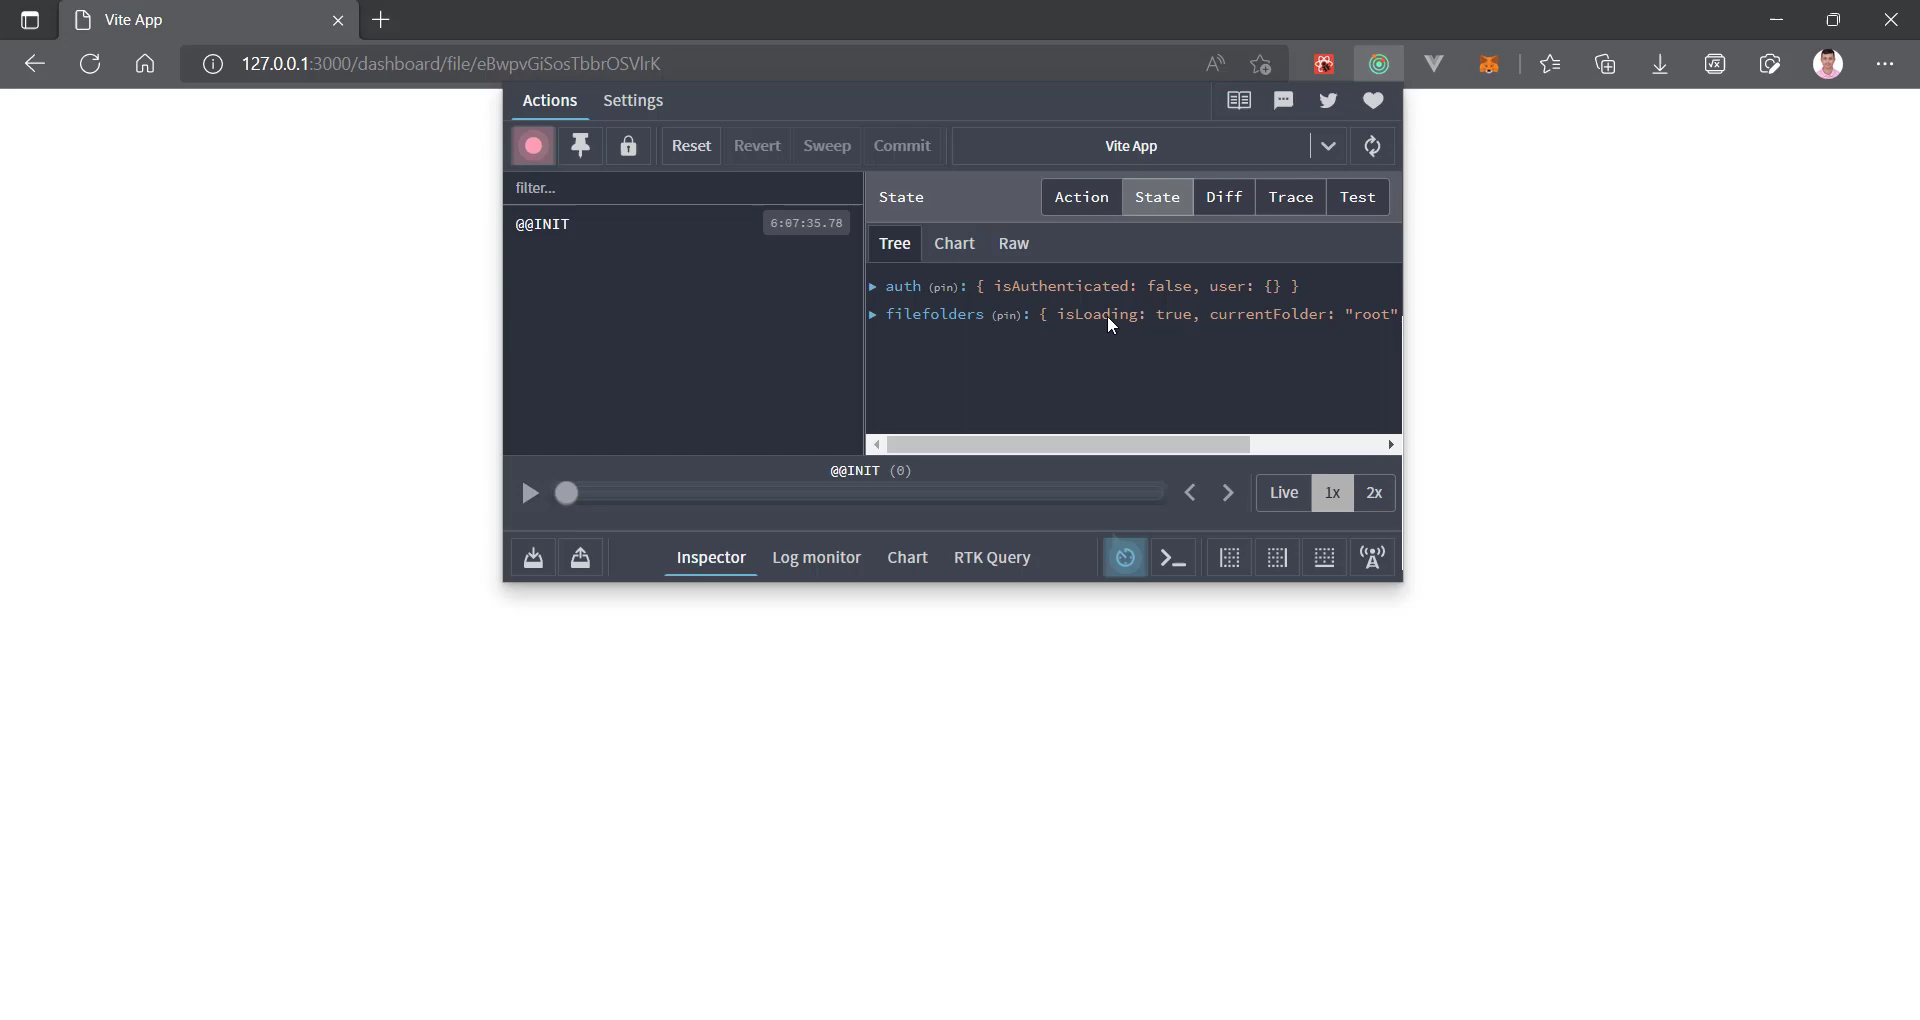 Vite App
127.0.0.1:3000/dashboard/file/eBwpvGiSosTbbrOSVlrK
Actions Settings
Reset Revert Sweep Commit Vite App
filter...
State Action State Diff Trace Test
@@INIT 6:07:35.78
Tree Chart Raw
auth (pin): { isAuthenticated: false, user: {} }
filefolders (pin): { isLoading: true, currentFolder: "root"
@@INIT (0)
Live 1x 2x
Inspector Log monitor Chart RTK Query